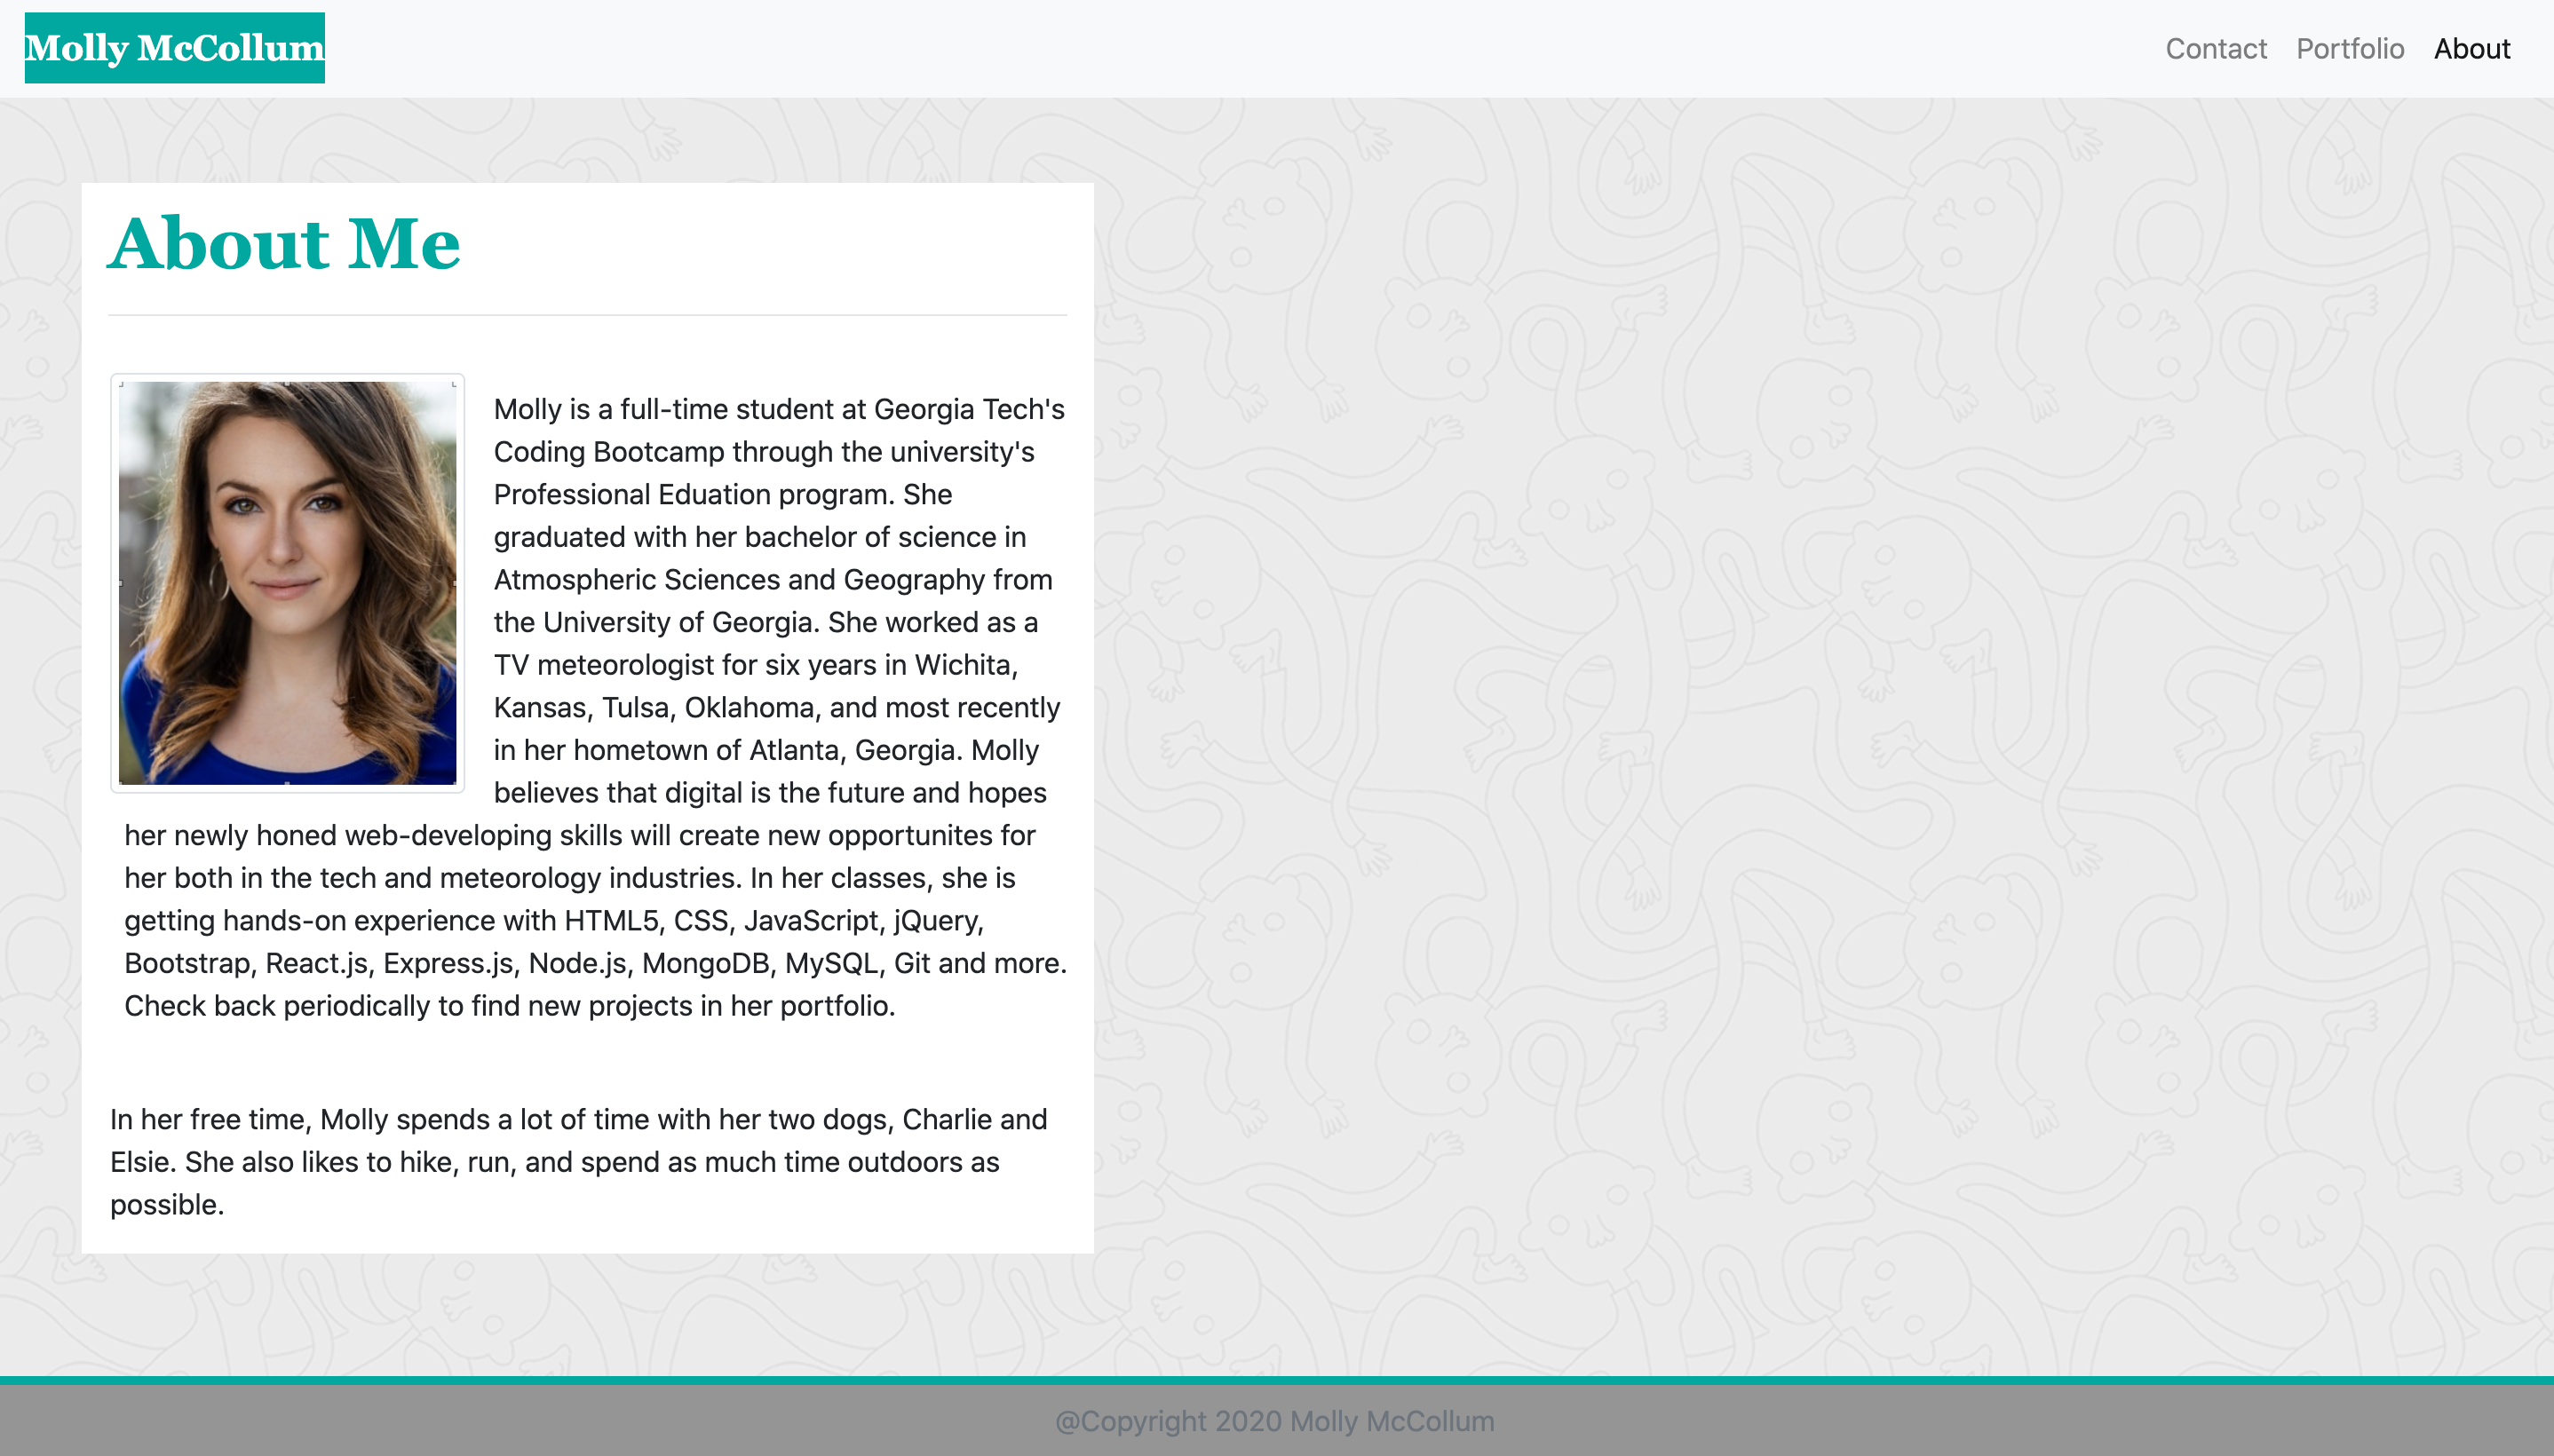 Molly McCollum
Contact Portfolio About
About Me
Molly is a full-time student at Georgia Tech's
Coding Bootcamp through the university's
Professional Eduation program. She
graduated with her bachelor of science in
Atmospheric Sciences and Geography from
the University of Georgia. She worked as a
TV meteorologist for six years in Wichita,
Kansas, Tulsa, Oklahoma, and most recently
in her hometown of Atlanta, Georgia. Molly
believes that digital is the future and hopes
her newly honed web-developing skills will create new opportunites for
her both in the tech and meteorology industries. In her classes, she is
getting hands-on experience with HTML5, CSS, JavaScript, jQuery,
Bootstrap, React.js, Express.js, Node.js, MongoDB, MySQL, Git and more.
Check back periodically to find new projects in her portfolio.
In her free time, Molly spends a lot of time with her two dogs, Charlie and
Elsie. She also likes to hike, run, and spend as much time outdoors as
possible.
@Copyright 2020 Molly McCollum